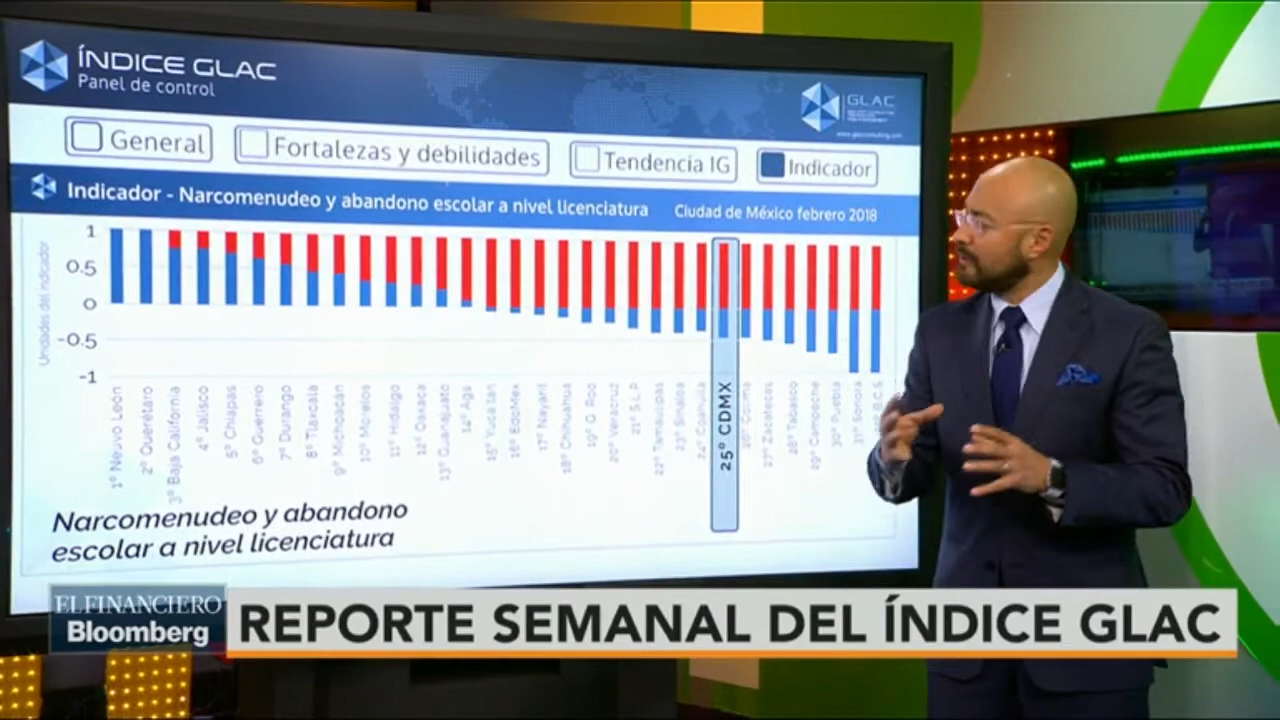 ÍNDICE GLAC
Panel de control
GLAC
General
Fortalezas y debilidades
Tendencia IG
Indicador
Indicador - Narcomenudeo y abandono escolar a nivel licenciatura
Ciudad de México febrero 2018
Unidades del indicador
1
0.5
0
-0.5
-1
1° Nuevo León
2° Querétaro
3° Baja California
4° Jalisco
5° Chiapas
6° Guerrero
7° Durango
8° Tlaxcala
9° Michoacán
10° Morelos
11° Hidalgo
12° Oaxaca
13° Guanajuato
14° Ags
15° Yucatan
16° EdoMex
17° Nayarit
18° Chihuahua
19° Q. Roo
20° Veracruz
21° S.L.P
22° Tamaulipas
23° Sinaloa
24° Coahuila
25° CDMX
26° Colima
27° Zacatecas
28° Tabasco
29° Campeche
30° Puebla
31° Sonora
B.C.S
Narcomenudeo y abandono
escolar a nivel licenciatura
EL FINANCIERO
Bloomberg
REPORTE SEMANAL DEL ÍNDICE GLAC